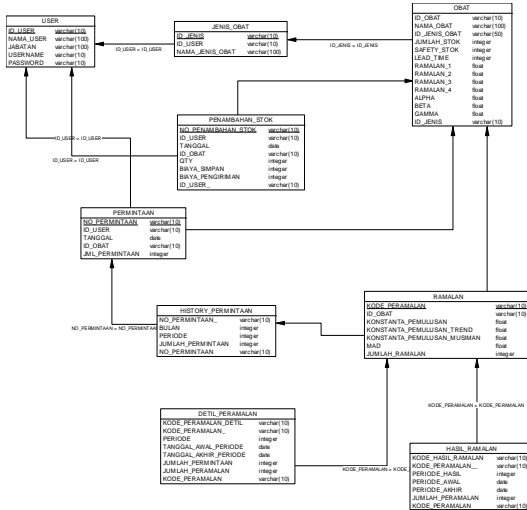 USER
ID_USER varchar(10)
NAMA_USER varchar(100)
JABATAN varchar(100)
USERNAME varchar(10)
PASSWORD varchar(10)
JENIS_OBAT
ID_JENIS varchar(10)
ID_USER varchar(10)
NAMA_JENIS_OBAT varchar(100)
ID_USER = ID_USER
OBAT
ID_OBAT varchar(10)
NAMA_OBAT varchar(100)
ID_JENIS_OBAT varchar(50)
JUMLAH_STOK integer
SAFETY_STOK integer
LEAD_TIME integer
RAMALAN_1 float
RAMALAN_2 float
RAMALAN_3 float
RAMALAN_4 float
ALPHA float
BETA float
GAMMA float
ID_JENIS varchar(10)
ID_JENIS = ID_JENIS
PENAMBAHAN_STOK
NO_PENAMBAHAN_STOK varchar(10)
ID_USER varchar(10)
TANGGAL date
ID_OBAT varchar(10)
QTY integer
BIAYA_SIMPAN integer
BIAYA_PENGIRIMAN integer
ID_USER_ varchar(10)
ID_USER = ID_USER
ID_USER = ID_USER
PERMINTAAN
NO_PERMINTAAN varchar(10)
ID_USER varchar(10)
TANGGAL date
ID_OBAT varchar(10)
JML_PERMINTAAN integer
HISTORY_PERMINTAAN
NO_PERMINTAAN_ varchar(10)
BULAN integer
PERIODE integer
JUMLAH_PERMINTAAN integer
NO_PERMINTAAN varchar(10)
NO_PERMINTAAN = NO_PERMINTAAN
RAMALAN
KODE_PERAMALAN varchar(10)
ID_OBAT varchar(10)
KONSTANTA_PEMULUSAN float
KONSTANTA_PEMULUSAN_TREND float
KONSTANTA_PEMULUSAN_MUSIMAN float
MAD float
JUMLAH_RAMALAN integer
KODE_PERAMALAN = KODE_PERAMALAN
DETIL_PERAMALAN
KODE_PERAMALAN_DETIL varchar(10)
KODE_PERAMALAN_ varchar(10)
PERIODE integer
TANGGAL_AWAL_PERIODE date
TANGGAL_AKHIR_PERIODE date
JUMLAH_PERMINTAAN integer
JUMLAH_PERAMALAN integer
KODE_PERAMALAN varchar(10)
KODE_PERAMALAN = KODE_
HASIL_RAMALAN
KODE_HASIL_RAMALAN varchar(10)
KODE_PERAMALAN__ varchar(10)
PERIODE_HASIL integer
PERIODE_AWAL date
PERIODE_AKHIR date
JUMLAH_PERAMALAN integer
KODE_PERAMALAN varchar(10)